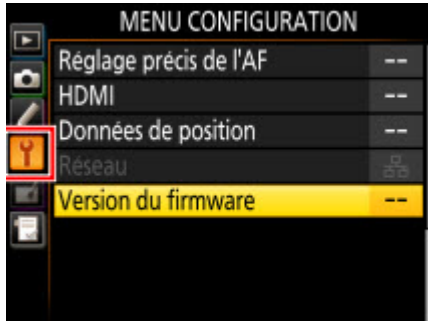 MENU CONFIGURATION
Réglage précis de l'AF --
HDMI --
Données de position --
Réseau
Version du firmware --